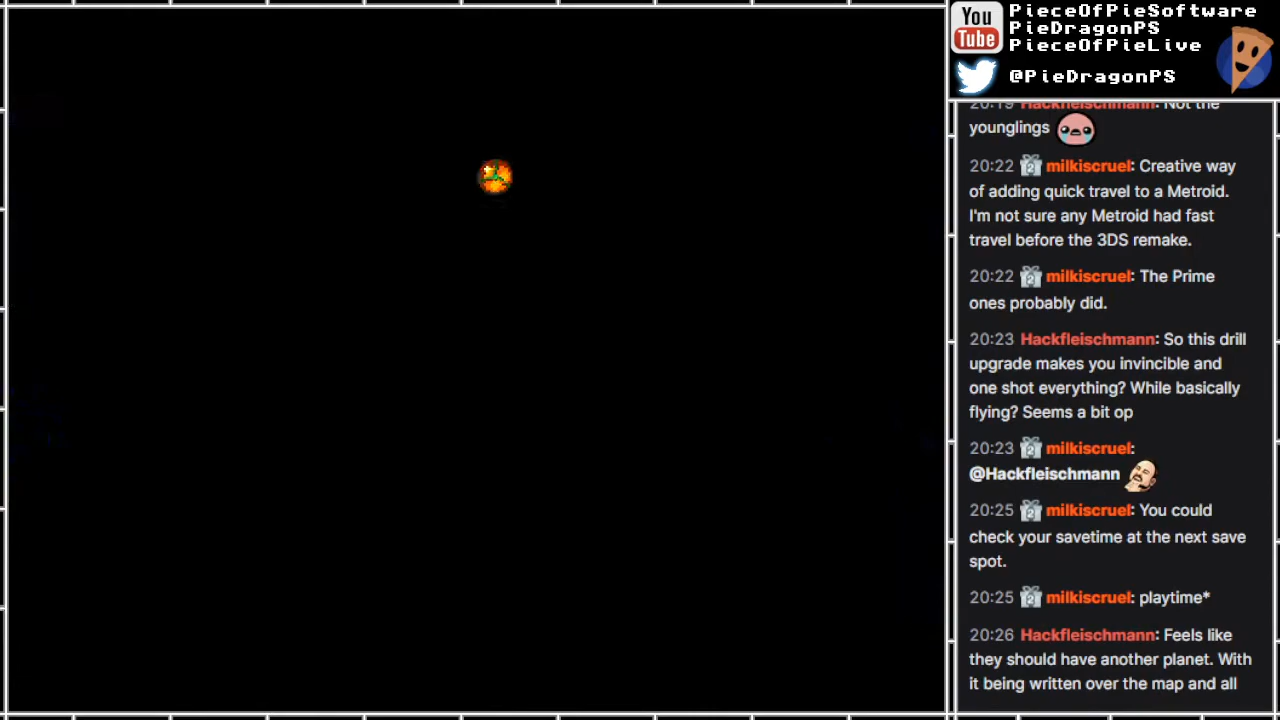 You
Tube
PieceOfPieSoftware
PieDragonPS
PieceOfPieLive
@PieDragonPS
20:19 Hackfleischmann: Not the
younglings
20:22 milkiscruel: Creative way
of adding quick travel to a Metroid.
I'm not sure any Metroid had fast
travel before the 3DS remake.
20:22 milkiscruel: The Prime
ones probably did.
20:23 Hackfleischmann: So this drill
upgrade makes you invincible and
one shot everything? While basically
flying? Seems a bit op
20:23 milkiscruel:
@Hackfleischmann
20:25 milkiscruel: You could
check your savetime at the next save
spot.
20:25 milkiscruel: playtime*
20:26 Hackfleischmann: Feels like
they should have another planet. With
it being written over the map and all